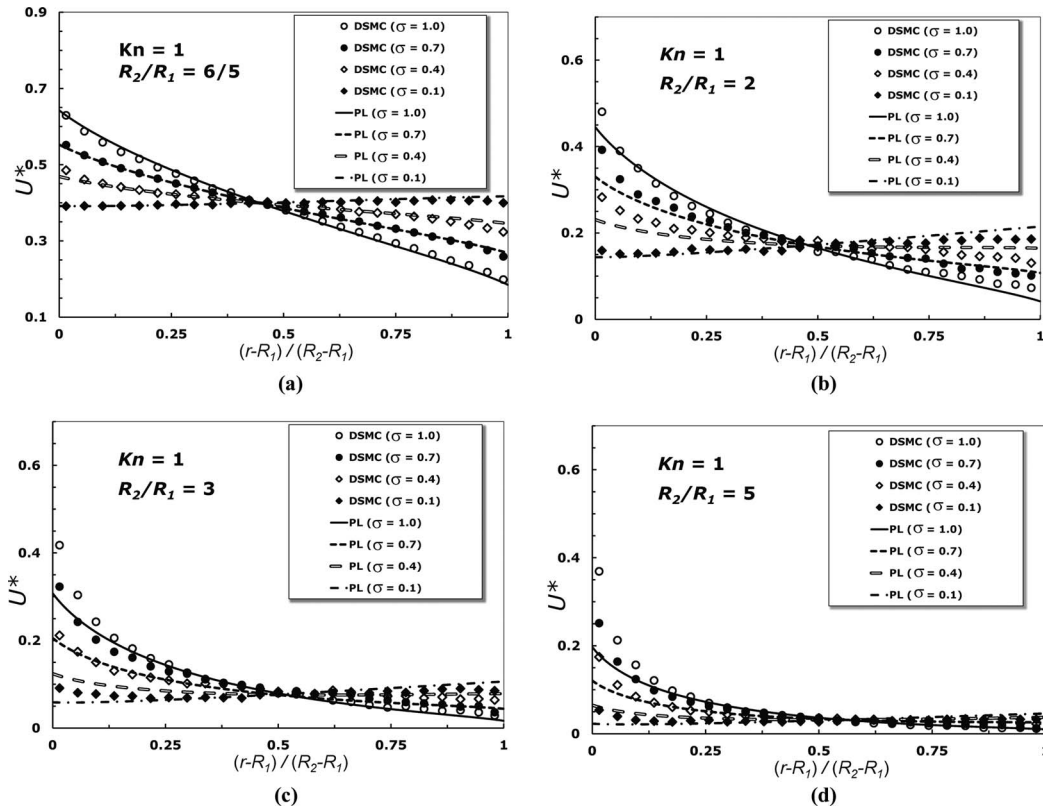 0.9
0.7
0.5
0.3
0.1
U*
Kn = 1
R2/R1 = 6/5
DSMC (σ = 1.0)
DSMC (σ = 0.7)
DSMC (σ = 0.4)
DSMC (σ = 0.1)
PL (σ = 1.0)
PL (σ = 0.7)
PL (σ = 0.4)
PL (σ = 0.1)
0 0.25 0.5 0.75 1
(r-R1) / (R2-R1)
(a)
0.6
0.4
0.2
0
U*
Kn = 1
R2/R1 = 2
DSMC (σ = 1.0)
DSMC (σ = 0.7)
DSMC (σ = 0.4)
DSMC (σ = 0.1)
PL (σ = 1.0)
PL (σ = 0.7)
PL (σ = 0.4)
PL (σ = 0.1)
0 0.25 0.5 0.75 1
(r-R1) / (R2-R1)
(b)
0.6
0.4
0.2
0
U*
Kn = 1
R2/R1 = 3
DSMC (σ = 1.0)
DSMC (σ = 0.7)
DSMC (σ = 0.4)
DSMC (σ = 0.1)
PL (σ = 1.0)
PL (σ = 0.7)
PL (σ = 0.4)
PL (σ = 0.1)
0 0.25 0.5 0.75 1
(r-R1) / (R2-R1)
(c)
0.6
0.4
0.2
0
U*
Kn = 1
R2/R1 = 5
DSMC (σ = 1.0)
DSMC (σ = 0.7)
DSMC (σ = 0.4)
DSMC (σ = 0.1)
PL (σ = 1.0)
PL (σ = 0.7)
PL (σ = 0.4)
PL (σ = 0.1)
0 0.25 0.5 0.75 1
(r-R1) / (R2-R1)
(d)